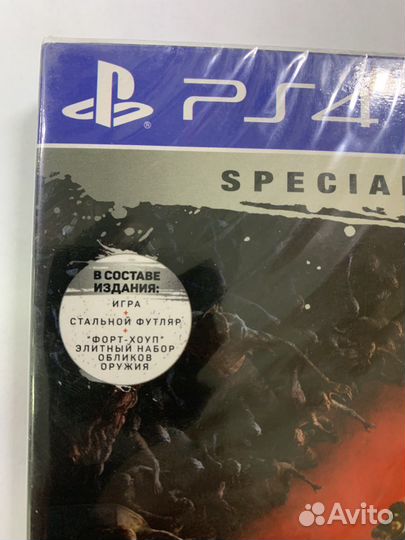 PS4
SPECIAL
В СОСТАВЕ
ИЗДАНИЯ:
ИГРА
+
СТАЛЬНОЙ ФУТЛЯР
+
"ФОРТ-ХОУП"
ЭЛИТНЫЙ НАБОР
ОБЛИКОВ
ОРУЖИЯ
Avito